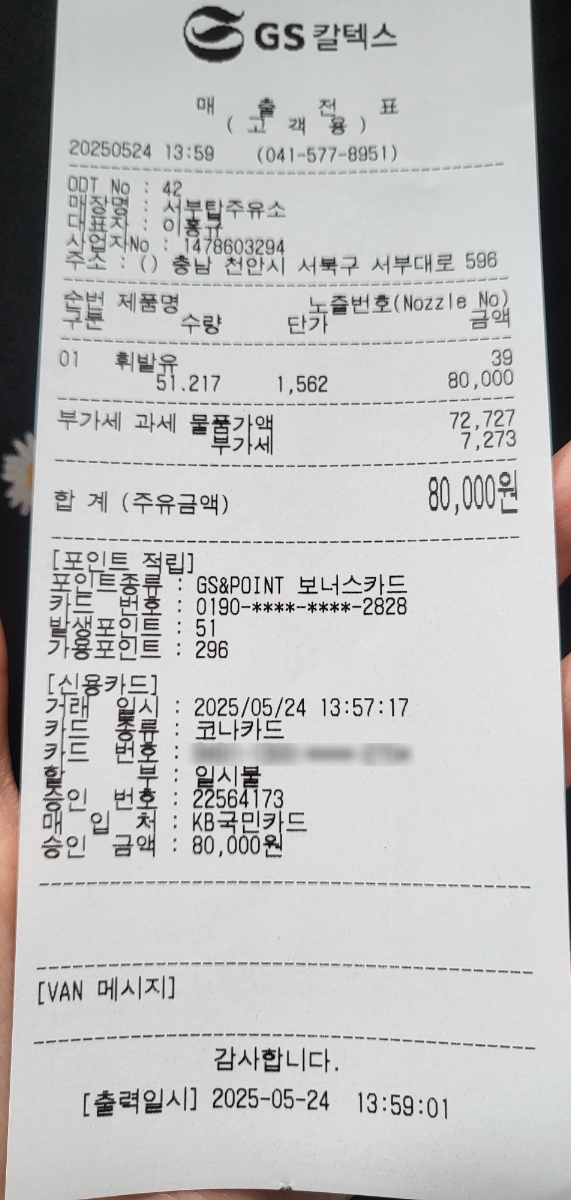 GS칼텍스
매 출 전 표
( 고 객 용 )
20250524 13:59 (041-577-8951)
ODT No : 42
매장명 : 서부탑주유소
대표자 : 이홍규
사업자No : 1478603294
주소 : () 충남 천안시 서북구 서부대로 596
순번 제품명 노즐번호(Nozzle No)
구분 수량 단가 금액
01 휘발유 39
51.217 1,562 80,000
부가세 과세 물품가액 72,727
부가세 7,273
합 계 (주유금액) 80,000원
[포인트 적립]
포인트종류 : GS&POINT 보너스카드
카드 번호 : 0190-****-****-2828
발생포인트 : 51
가용포인트 : 296
[신용카드]
거래 일시 : 2025/05/24 13:57:17
카드 종류 : 코나카드
카드 번호 :
할 부 : 일시불
승인 번호 : 22564173
매 입 처 : KB국민카드
승인 금액 : 80,000원
[VAN 메시지]
감사합니다.
[출력일시] 2025-05-24 13:59:01